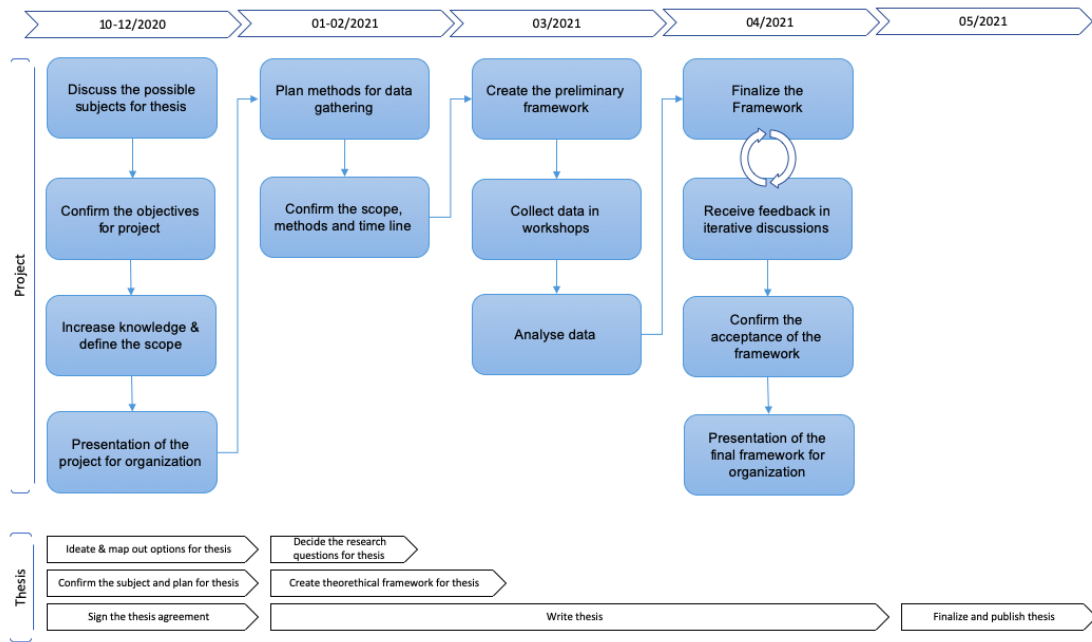 10-12/2020
01-02/2021
03/2021
04/2021
05/2021
Project
Discuss the possible
subjects for thesis
Confirm the objectives
for project
Increase knowledge &
define the scope
Presentation of the
project for organization
Plan methods for data
gathering
Confirm the scope,
methods and time line
Create the preliminary
framework
Collect data in
workshops
Analyse data
Finalize the
Framework
Receive feedback in
iterative discussions
Confirm the
acceptance of the
framework
Presentation of the
final framework for
organization
Thesis
Ideate & map out options for thesis
Decide the research
questions for thesis
Confirm the subject and plan for thesis
Create theorethical framework for thesis
Sign the thesis agreement
Write thesis
Finalize and publish thesis